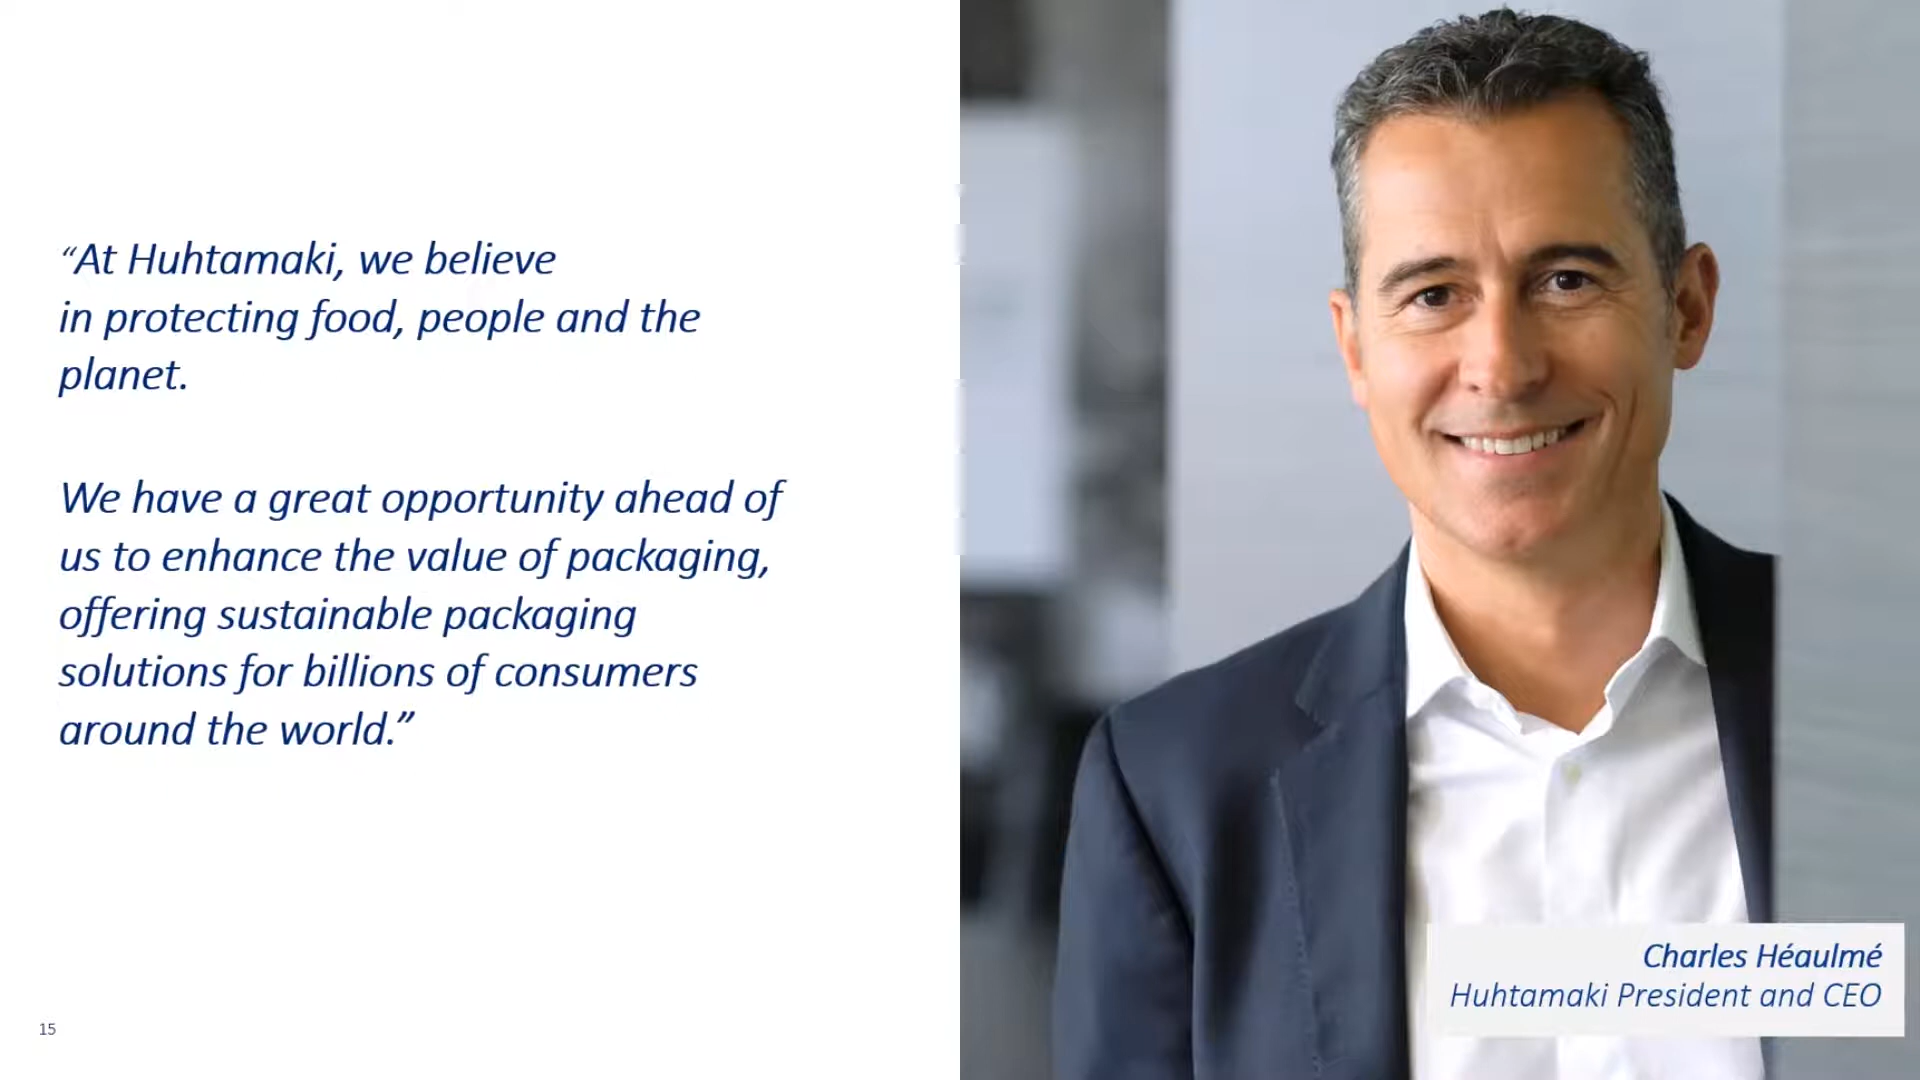 “At Huhtamaki, we believe
in protecting food, people and the
planet.
We have a great opportunity ahead of
us to enhance the value of packaging,
offering sustainable packaging
solutions for billions of consumers
around the world.”
Charles Héaulmé
Huhtamaki President and CEO
15